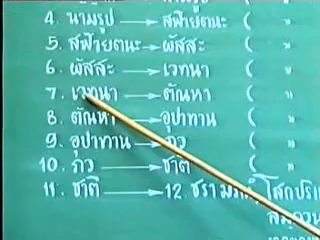 4. นามรูป → สฬายตนะ ( "
5. สฬายตนะ → ผัสสะ ( "
6. ผัสสะ → เวทนา ( "
7. เวทนา → ตัณหา ( "
8. ตัณหา → อุปาทาน ( "
9. อุปาทาน → ภว ( "
10. ภว → ชาติ ( "
11. ชาติ → 12. ชรา มรณ